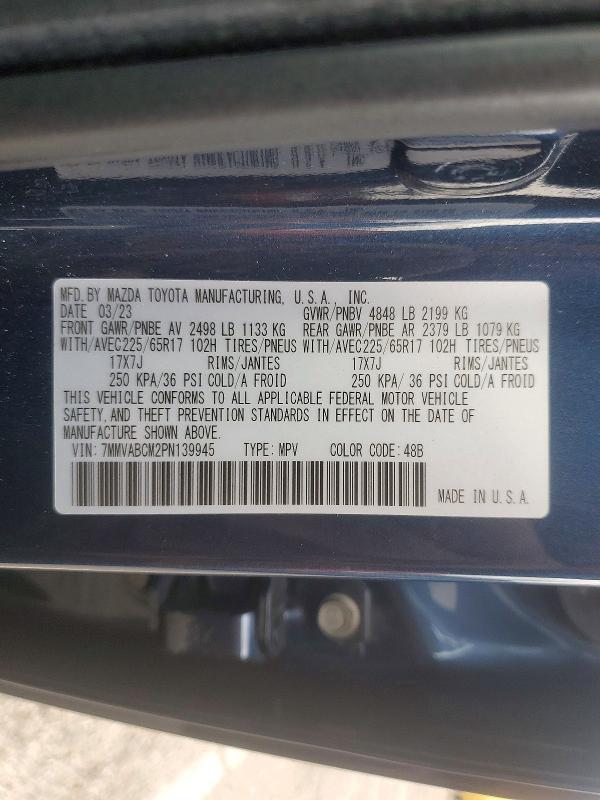 MFD. BY MAZDA TOYOTA MANUFACTURING, U.S.A., INC.
DATE 03/23 GVWR/PNBV 4848 LB 2199 KG
FRONT GAWR/PNBE AV 2498 LB 1133 KG REAR GAWR/PNBE AR 2379 LB 1079 KG
WITH/AVEC225/65R17 102H TIRES/PNEUS WITH/AVEC225/65R17 102H TIRES/PNEUS
17X7J RIMS/JANTES 17X7J RIMS/JANTES
250 KPA/36 PSI COLD/A FROID 250 KPA/ 36 PSI COLD/A FROID
THIS VEHICLE CONFORMS TO ALL APPLICABLE FEDERAL MOTOR VEHICLE
SAFETY, AND THEFT PREVENTION STANDARDS IN EFFECT ON THE DATE OF
MANUFACTURE SHOWN ABOVE.
VIN: 7MMVABCM2PN139945 TYPE: MPV COLOR CODE: 48B
MADE IN U.S.A.